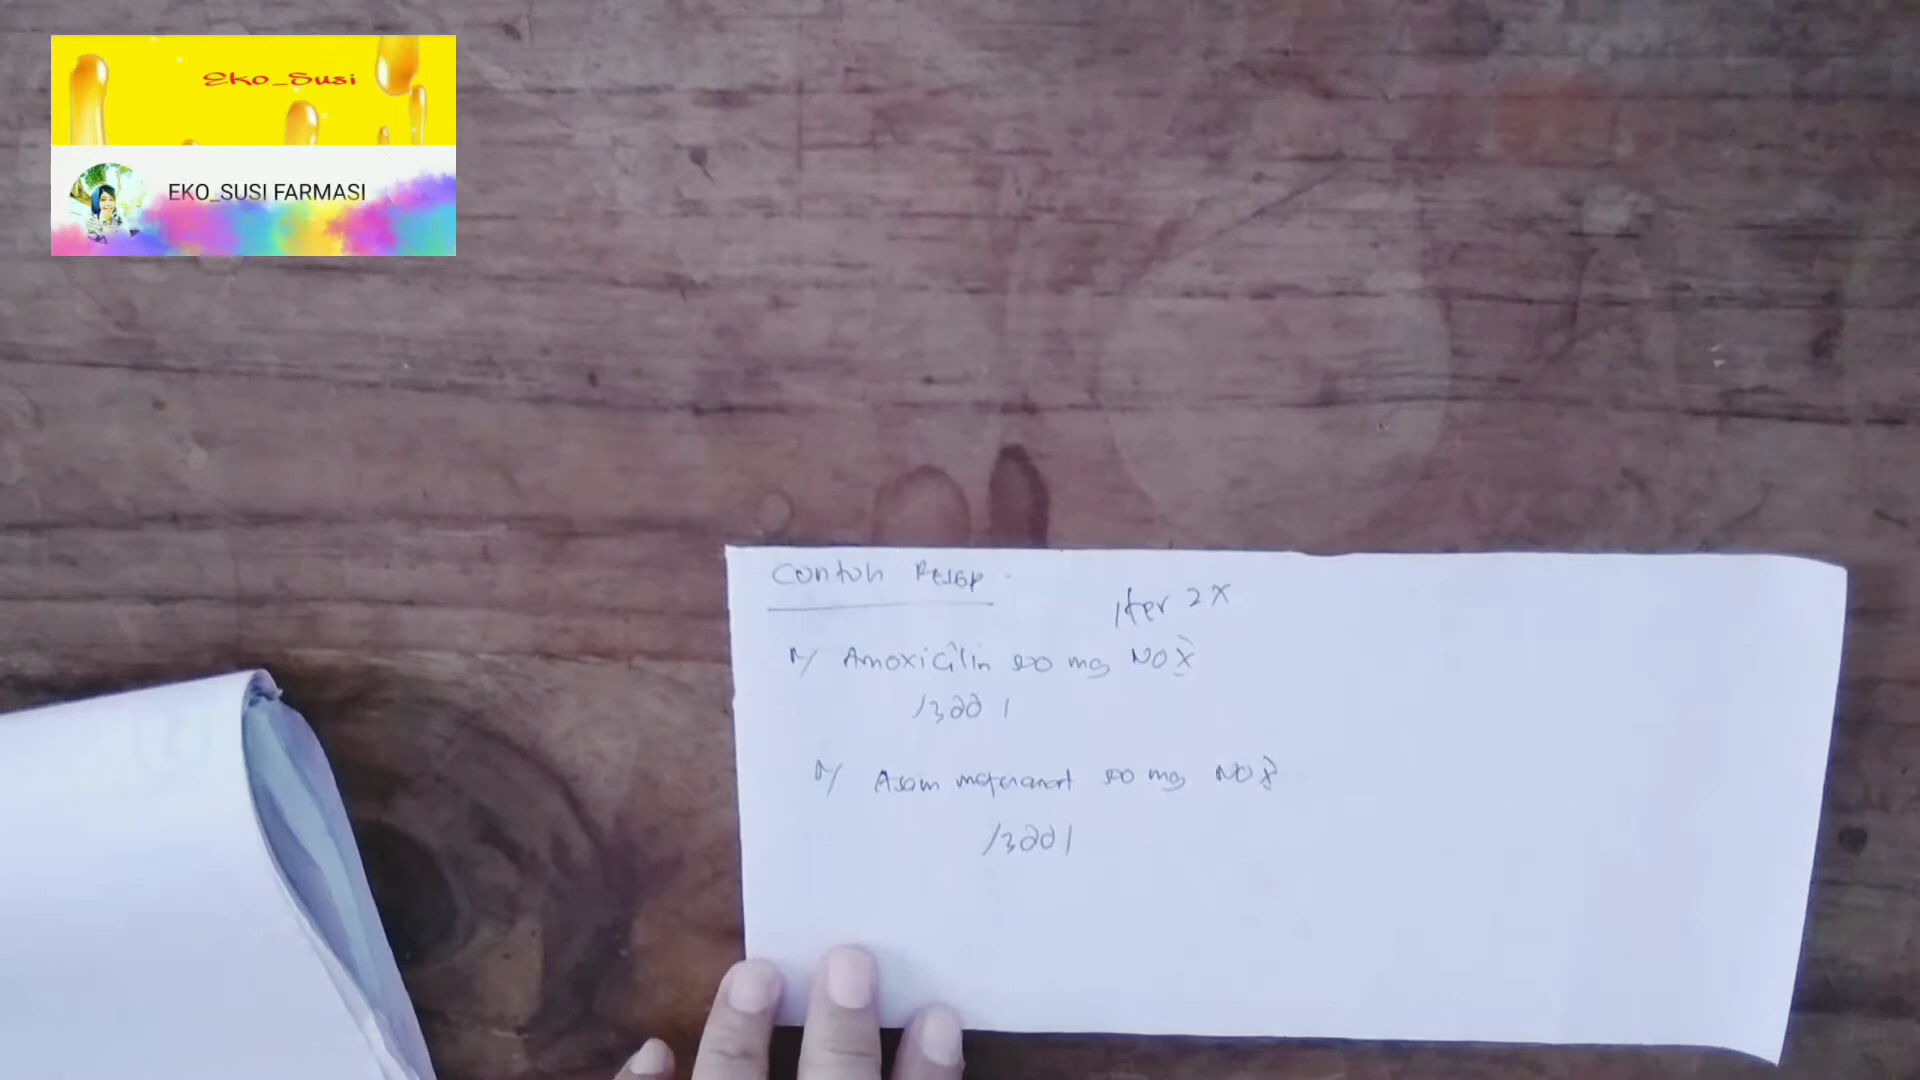 Eko_Susi
EKO_SUSI FARMASI
Contoh Resep
Iter 2X
R/ Amoxicilin 500 mg NO X
/3dd 1
R/ Asam mefenamat 500 mg NO X
/3dd 1